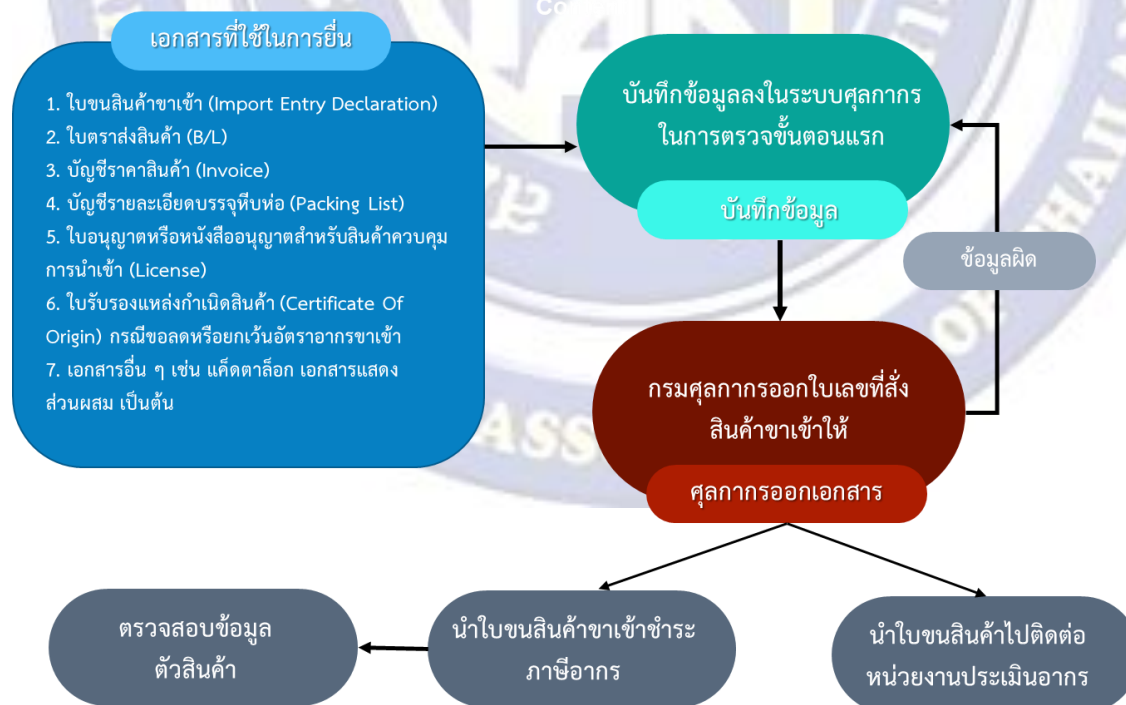 เอกสารที่ใช้ในการยื่น
1. ใบขนสินค้าขาเข้า (Import Entry Declaration)
2. ใบตราส่งสินค้า (B/L)
3. บัญชีราคาสินค้า (Invoice)
4. บัญชีรายละเอียดบรรจุหีบห่อ (Packing List)
5. ใบอนุญาตหรือหนังสืออนุญาตสำหรับสินค้าควบคุม
การนำเข้า (License)
6. ใบรับรองแหล่งกำเนิดสินค้า (Certificate Of
Origin) กรณีขอลดหรือยกเว้นอัตราอากรขาเข้า
7. เอกสารอื่น ๆ เช่น แค็ตตาล็อก เอกสารแสดง
ส่วนผสม เป็นต้น
บันทึกข้อมูลลงในระบบศุลกากร
ในการตรวจขั้นตอนแรก
บันทึกข้อมูล
ข้อมูลผิด
กรมศุลกากรออกใบเลขที่สั่ง
สินค้าขาเข้าให้
ศุลกากรออกเอกสาร
ตรวจสอบข้อมูล
ตัวสินค้า
นำใบขนสินค้าขาเข้าชำระ
ภาษีอากร
นำใบขนสินค้าไปติดต่อ
หน่วยงานประเมินอากร